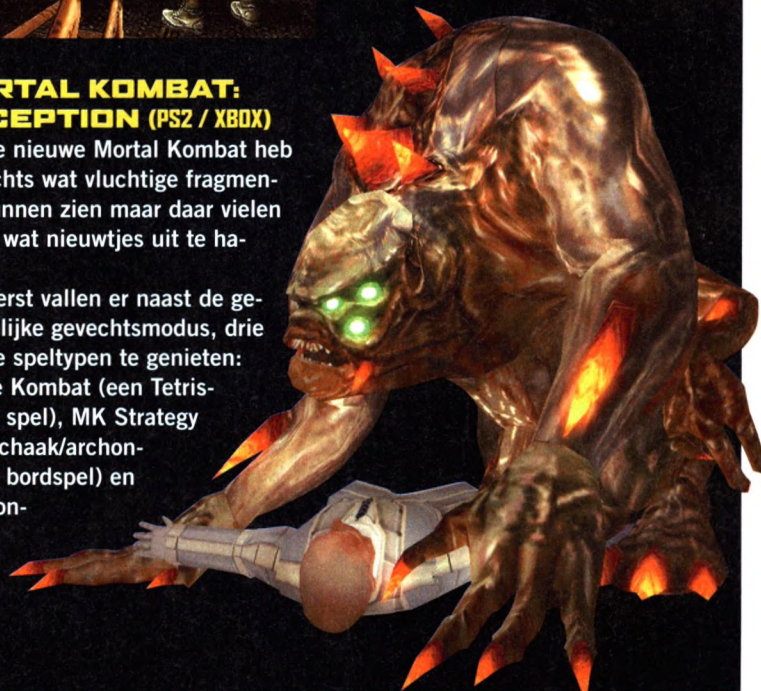 RTAL KOMBAT:
CEPTION (PS2 / XBOX)
e nieuwe Mortal Kombat heb
chts wat vluchtige fragmen-
unnen zien maar daar vielen
wat nieuwtjes uit te ha-
erst vallen er naast de ge-
lijke gevechtsmodus, drie
e speltypen te genieten:
e Kombat (een Tetris-
spel), MK Strategy
chaak/archon-
bordspel) en
on-